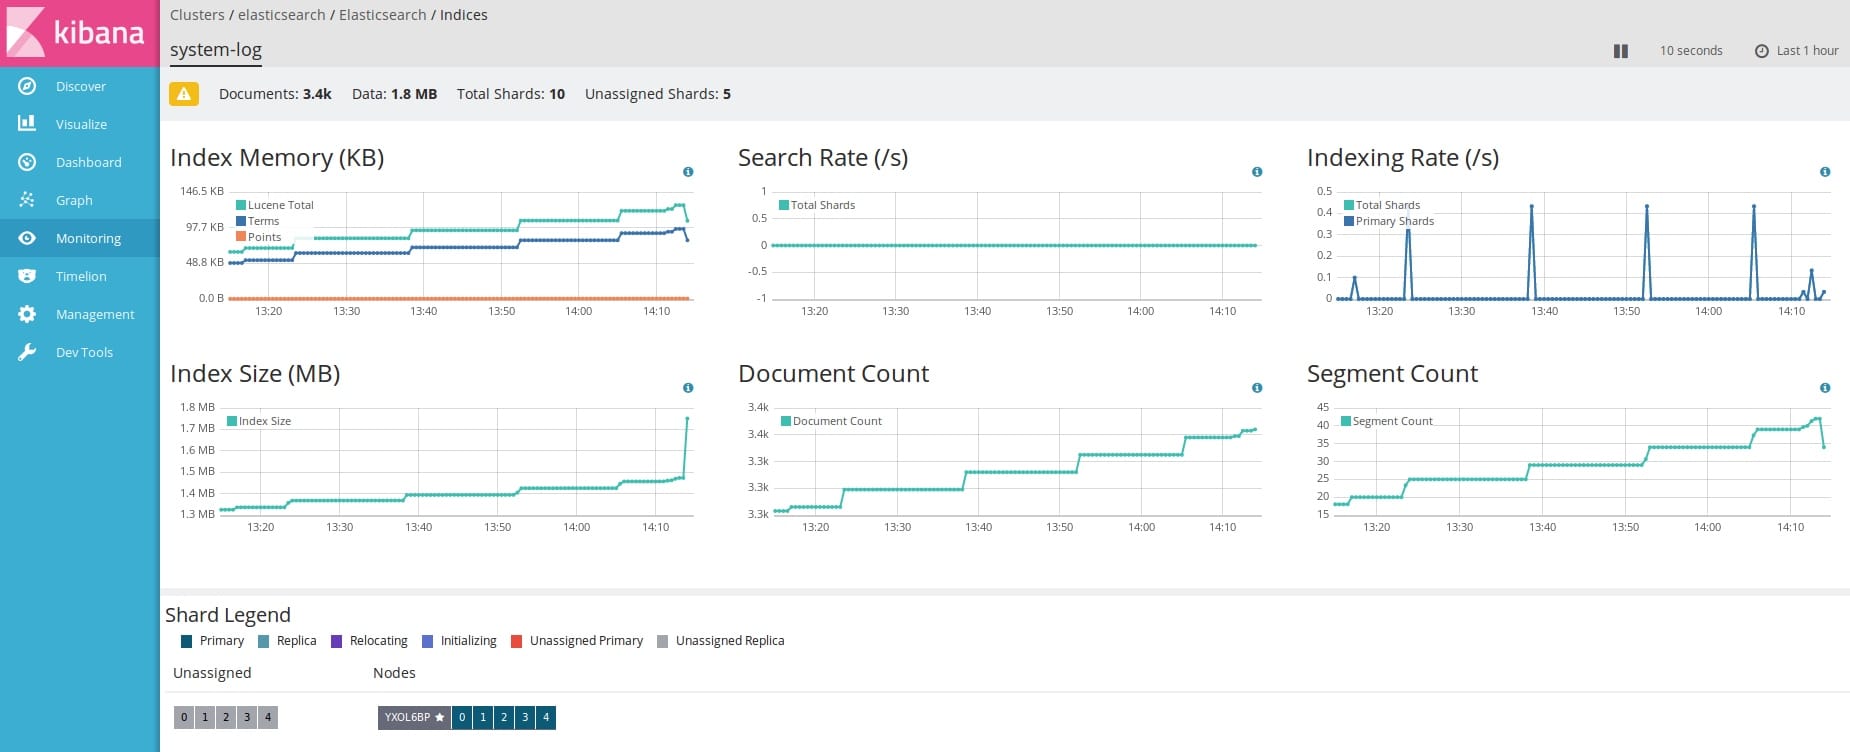 kibana
Discover
Visualize
Dashboard
Graph
Monitoring
Timelion
Management
Dev Tools
Clusters / elasticsearch / Elasticsearch / Indices
system-log
10 seconds
Last 1 hour
Documents: 3.4k Data: 1.8 MB Total Shards: 10 Unassigned Shards: 5
Index Memory (KB)
146.5 KB
97.7 KB
48.8 KB
0.0 B
Lucene Total
Terms
Points
13:20 13:30 13:40 13:50 14:00 14:10
Search Rate (/s)
1
0.5
0
-0.5
-1
Total Shards
13:20 13:30 13:40 13:50 14:00 14:10
Indexing Rate (/s)
0.5
0.4
0.3
0.2
0.1
0
Total Shards
Primary Shards
13:20 13:30 13:40 13:50 14:00 14:10
Index Size (MB)
1.8 MB
1.7 MB
1.6 MB
1.5 MB
1.4 MB
1.3 MB
Index Size
13:20 13:30 13:40 13:50 14:00 14:10
Document Count
3.4k
3.4k
3.3k
3.3k
3.3k
Document Count
13:20 13:30 13:40 13:50 14:00 14:10
Segment Count
45
40
35
30
25
20
15
Segment Count
13:20 13:30 13:40 13:50 14:00 14:10
Shard Legend
Primary Replica Relocating Initializing Unassigned Primary Unassigned Replica
Unassigned Nodes
0 1 2 3 4 YXOL6BP 0 1 2 3 4